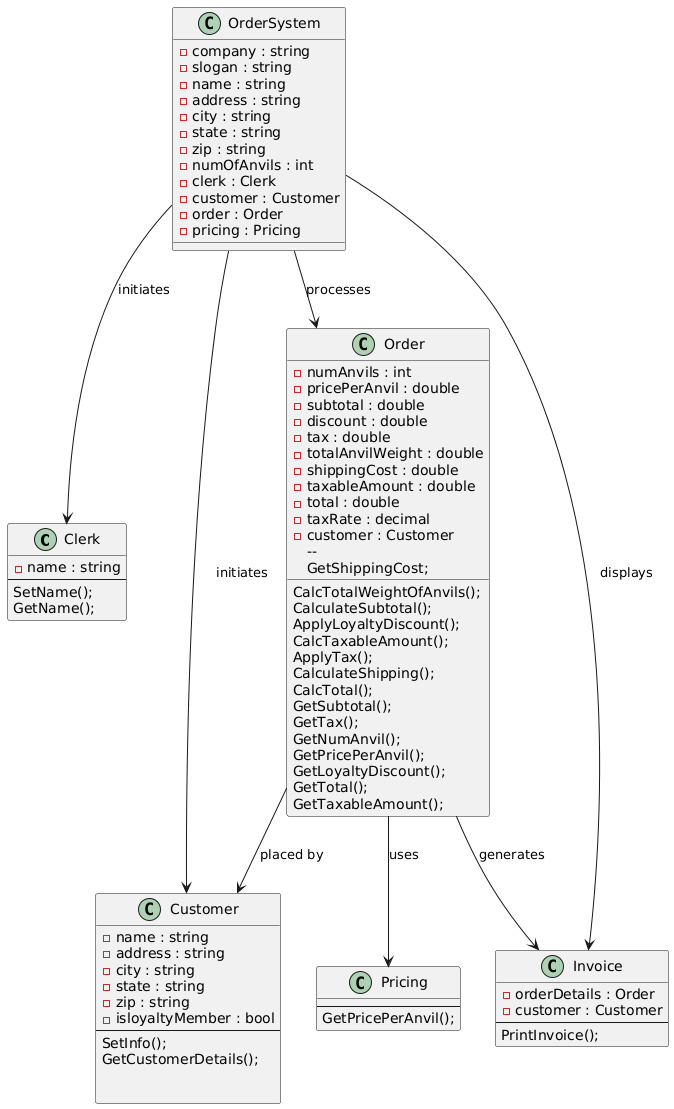 C OrderSystem
company : string
slogan : string
name : string
address : string
city : string
state : string
zip : string
numOfAnvils : int
clerk : Clerk
customer : Customer
order : Order
pricing : Pricing
initiates
processes
C Order
numAnvils : int
pricePerAnvil : double
subtotal : double
discount : double
tax : double
totalAnvilWeight : double
shippingCost : double
taxableAmount : double
total : double
taxRate : decimal
customer : Customer
--
GetShippingCost;
CalcTotalWeightOfAnvils();
CalculateSubtotal();
ApplyLoyaltyDiscount();
CalcTaxableAmount();
ApplyTax();
CalculateShipping();
CalcTotal();
GetSubtotal();
GetTax();
GetNumAnvil();
GetPricePerAnvil();
GetLoyaltyDiscount();
GetTotal();
GetTaxableAmount();
C Clerk
name : string
SetName();
GetName();
initiates
displays
placed by
uses
generates
C Customer
name : string
address : string
city : string
state : string
zip : string
isloyaltyMember : bool
SetInfo();
GetCustomerDetails();
C Pricing
GetPricePerAnvil();
C Invoice
orderDetails : Order
customer : Customer
PrintInvoice();